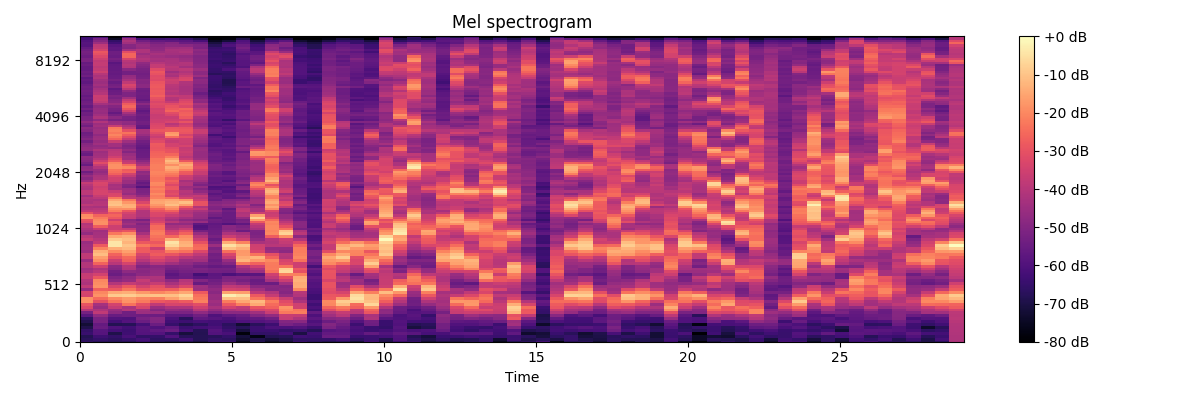 Mel spectrogram
Hz
8192
4096
2048
1024
512
0
0 5 10 15 20 25
Time
+0 dB
-10 dB
-20 dB
-30 dB
-40 dB
-50 dB
-60 dB
-70 dB
-80 dB